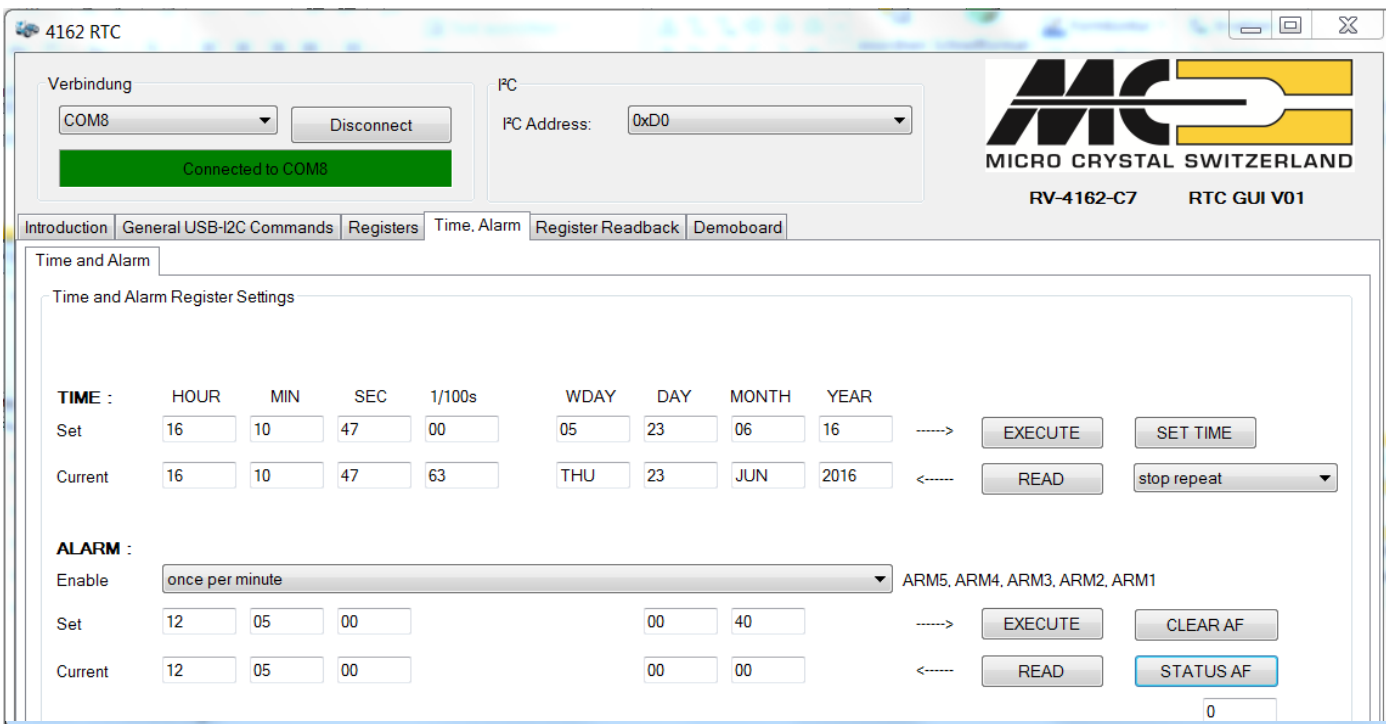 4162 RTC
Verbindung
I²C
COM8
Disconnect
I²C Address:
0xD0
Connected to COM8
MC
MICRO CRYSTAL SWITZERLAND
RV-4162-C7 RTC GUI V01
Introduction General USB-I2C Commands Registers Time, Alarm Register Readback Demoboard
Time and Alarm
Time and Alarm Register Settings
TIME : HOUR MIN SEC 1/100s WDAY DAY MONTH YEAR
Set 16 10 47 00 05 23 06 16 ------> EXECUTE SET TIME
Current 16 10 47 63 THU 23 JUN 2016 <------ READ stop repeat
ALARM :
Enable once per minute ARM5, ARM4, ARM3, ARM2, ARM1
Set 12 05 00 00 40 ------> EXECUTE CLEAR AF
Current 12 05 00 00 00 <------ READ STATUS AF
0